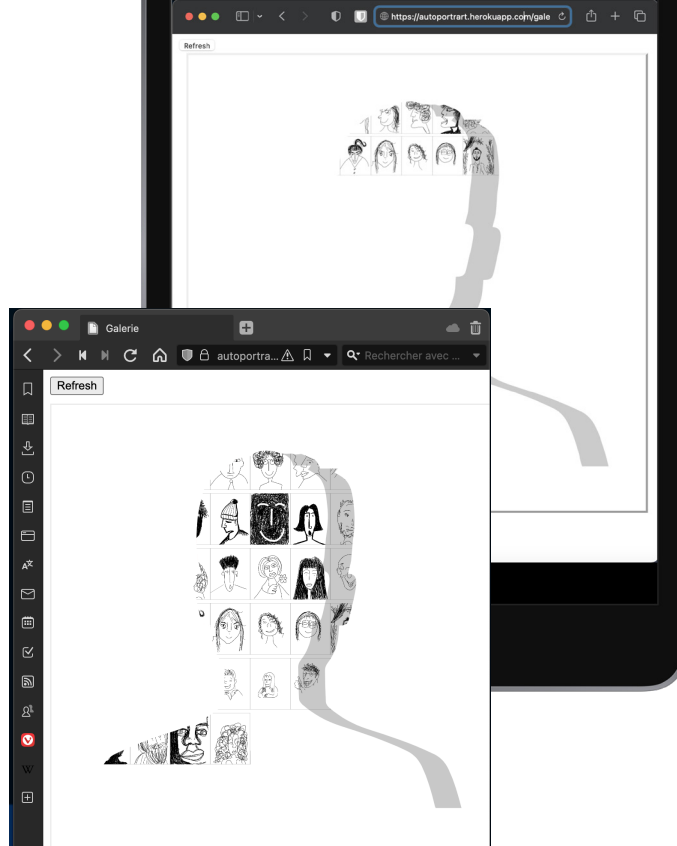 https://autoportrart.herokuapp.com/gale
Refresh
Galerie
autoportra...
Rechercher avec ...
Refresh
W